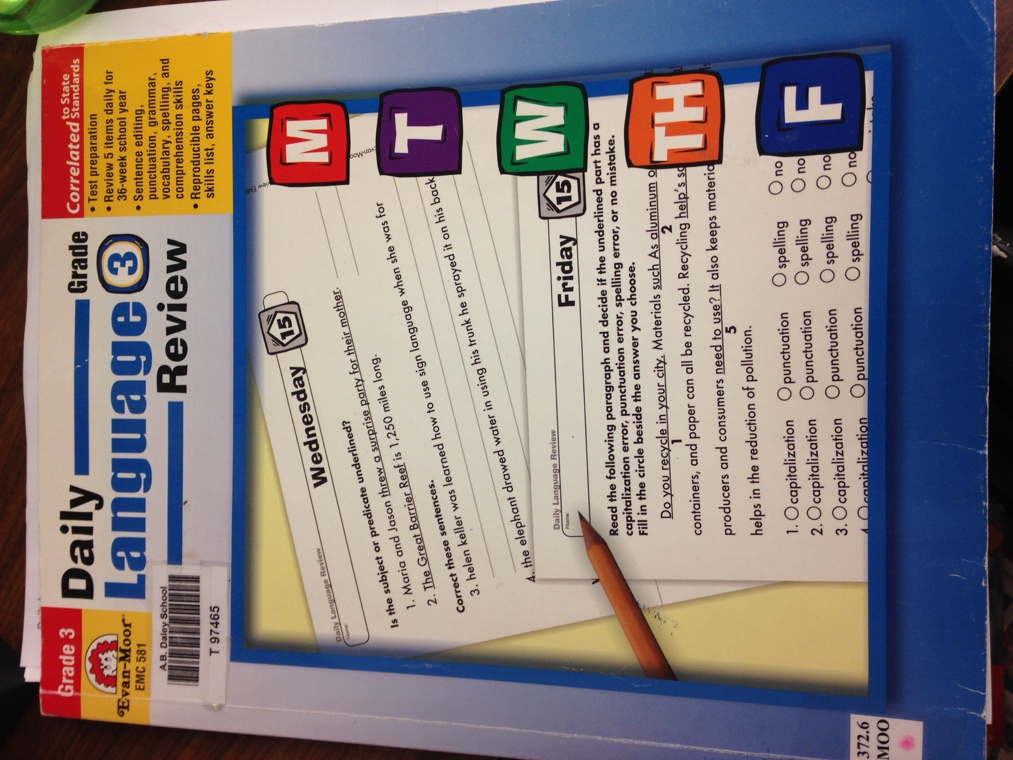 Grade 3
Evan-Moor
EMC 581
A.B. Daley School
T 97465
Daily
Grade
Language 3
Review
Correlated to State Standards
• Test preparation
• Review 5 items daily for
36-week school year
• Sentence editing,
punctuation, grammar,
vocabulary, spelling, and
comprehension skills
• Reproducible pages,
skills list, answer keys
M
T
W
TH
F
Daily Language Review
Name:
Wednesday
15
Is the subject or Predicate underlined?
1. Maria and Jason threw a surprise party for their mother.
2. The Great Barrier Reef is 1,250 miles long.
Correct these sentences.
3. helen keller was learned how to use sign language when she was for
4. the elephant drawed water in using his trunk he sprayed it on his back
Daily Language Review
Name:
Friday
15
Read the following paragraph and decide if the underlined part has a
capitalization error, punctuation error, spelling error, or no mistake.
Fill in the circle beside the answer you choose.
Do you recycle in your city. Materials such As aluminum
1 2
containers, and paper can all be recycled. Recycling help's
producers and consumers need to use? It also keeps
5
helps in the reduction of pollution.
1. capitalization punctuation spelling no
2. capitalization punctuation spelling no
3. capitalization punctuation spelling no
4 capitalization punctuation spelling no
372.6
MOO